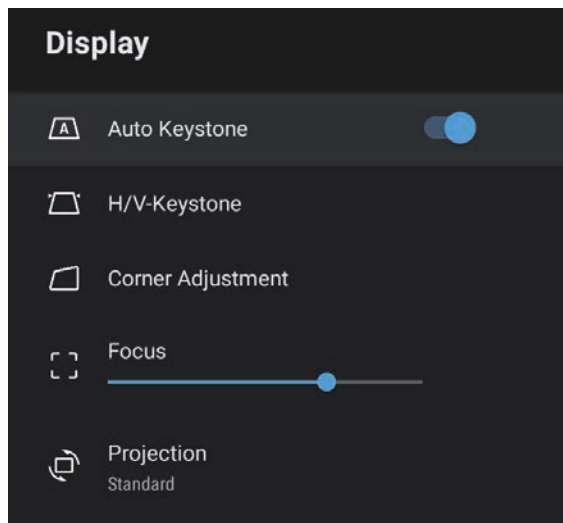 Display
A
Auto Keystone
H/V-Keystone
Corner Adjustment
Focus
Projection
Standard